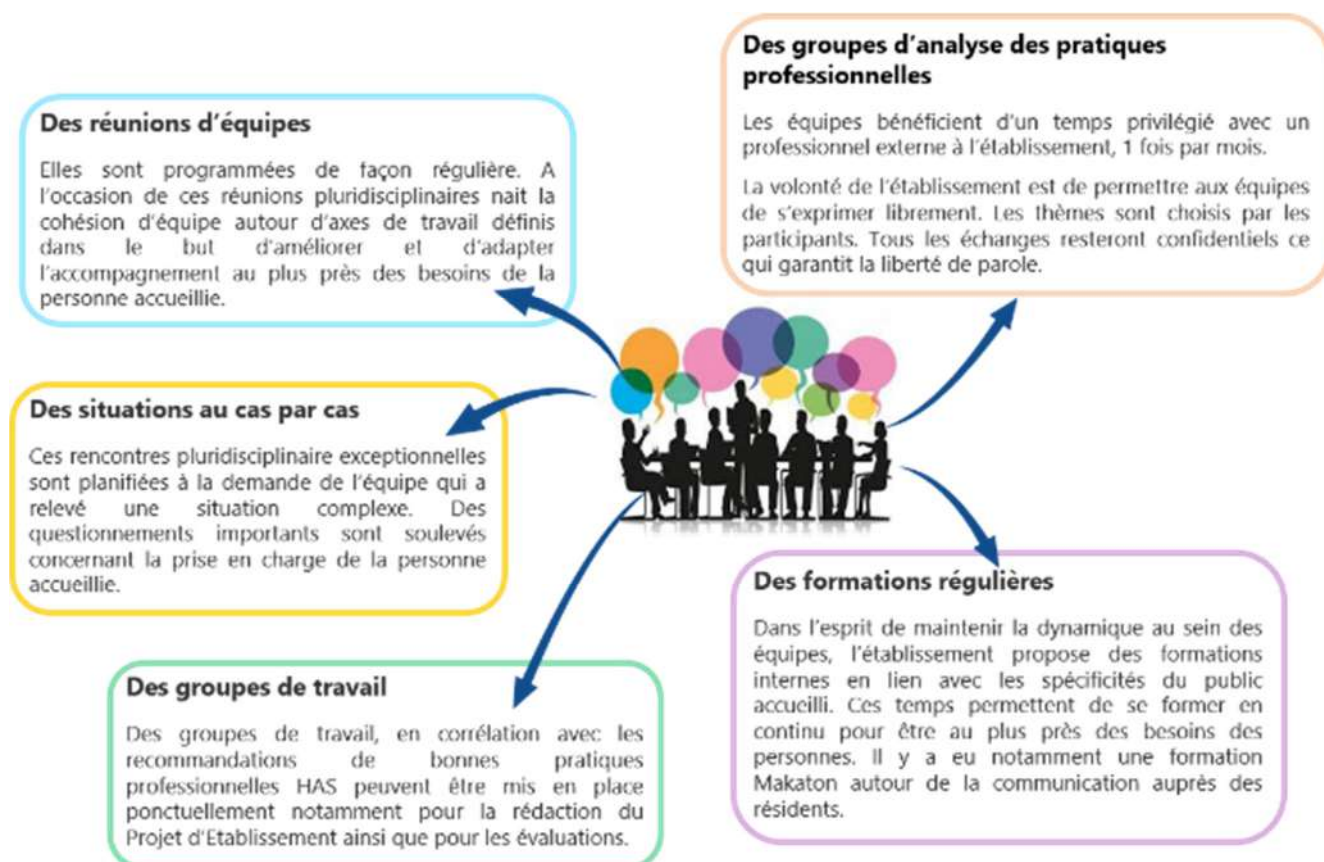 Des réunions d'équipes
Elles sont programmées de façon régulière. A
l'occasion de ces réunions pluridisciplinaires nait la
cohésion d'équipe autour d'axes de travail définis
dans le but d'améliorer et d'adapter
l'accompagnement au plus près des besoins de la
personne accueillie.
Des groupes d'analyse des pratiques
professionnelles
Les équipes bénéficient d'un temps privilégié avec un
professionnel externe à l'établissement, 1 fois par mois.
La volonté de l'établissement est de permettre aux équipes
de s'exprimer librement. Les thèmes sont choisis par les
participants. Tous les échanges resteront confidentiels ce
qui garantit la liberté de parole.
Des situations au cas par cas
Ces rencontres pluridisciplinaire exceptionnelles
sont planifiées à la demande de l'équipe qui a
relevé une situation complexe. Des
questionnements importants sont soulevés
concernant la prise en charge de la personne
accueillie.
Des formations régulières
Dans l'esprit de maintenir la dynamique au sein des
équipes, l'établissement propose des formations
internes en lien avec les spécificités du public
accueilli. Ces temps permettent de se former en
continu pour être au plus près des besoins des
personnes. Il y a eu notamment une formation
Makaton autour de la communication auprès des
résidents.
Des groupes de travail
Des groupes de travail, en corrélation avec les
recommandations de bonnes pratiques
professionnelles HAS peuvent être mis en place
ponctuellement notamment pour la rédaction du
Projet d'Etablissement ainsi que pour les évaluations.